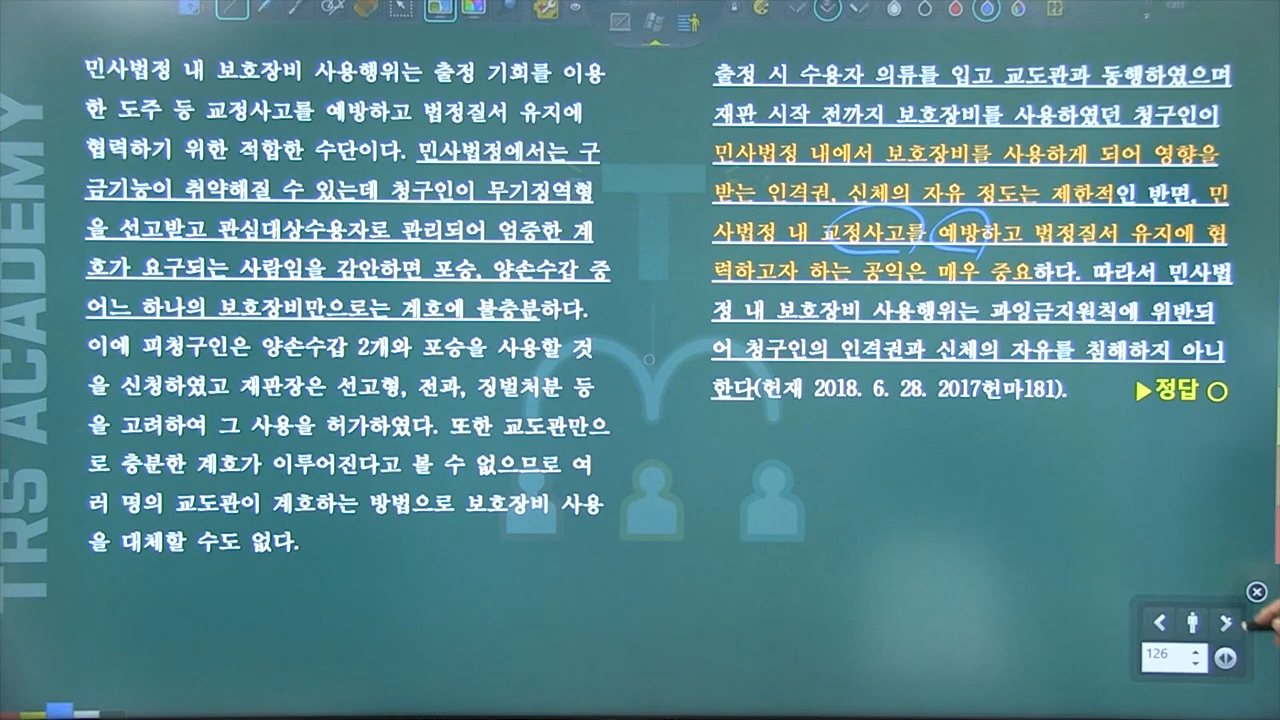 민사법정 내 보호장비 사용행위는 출정 기회를 이용
한 도주 등 교정사고를 예방하고 법정질서 유지에
협력하기 위한 적합한 수단이다. 민사법정에서는 구
금기능이 취약해질 수 있는데 청구인이 무기징역형
을 선고받고 관심대상수용자로 관리되어 엄중한 계
호가 요구되는 사람임을 감안하면 포승, 양손수갑 중
어느 하나의 보호장비만으로는 계호에 불충분하다.
이에 피청구인은 양손수갑 2개와 포승을 사용할 것
을 신청하였고 재판장은 선고형, 전과, 징벌처분 등
을 고려하여 그 사용을 허가하였다. 또한 교도관만으
로 충분한 계호가 이루어진다고 볼 수 없으므로 여
러 명의 교도관이 계호하는 방법으로 보호장비 사용
을 대체할 수도 없다.
출정 시 수용자 의류를 입고 교도관과 동행하였으며
재판 시작 전까지 보호장비를 사용하였던 청구인이
민사법정 내에서 보호장비를 사용하게 되어 영향을
받는 인격권, 신체의 자유 정도는 제한적인 반면, 민
사법정 내 교정사고를 예방하고 법정질서 유지에 협
력하고자 하는 공익은 매우 중요하다. 따라서 민사법
정 내 보호장비 사용행위는 과잉금지원칙에 위반되
어 청구인의 인격권과 신체의 자유를 침해하지 아니
한다(헌재 2018. 6. 28. 2017헌마181).
▶정답 ○
TRS ACADEMY
126